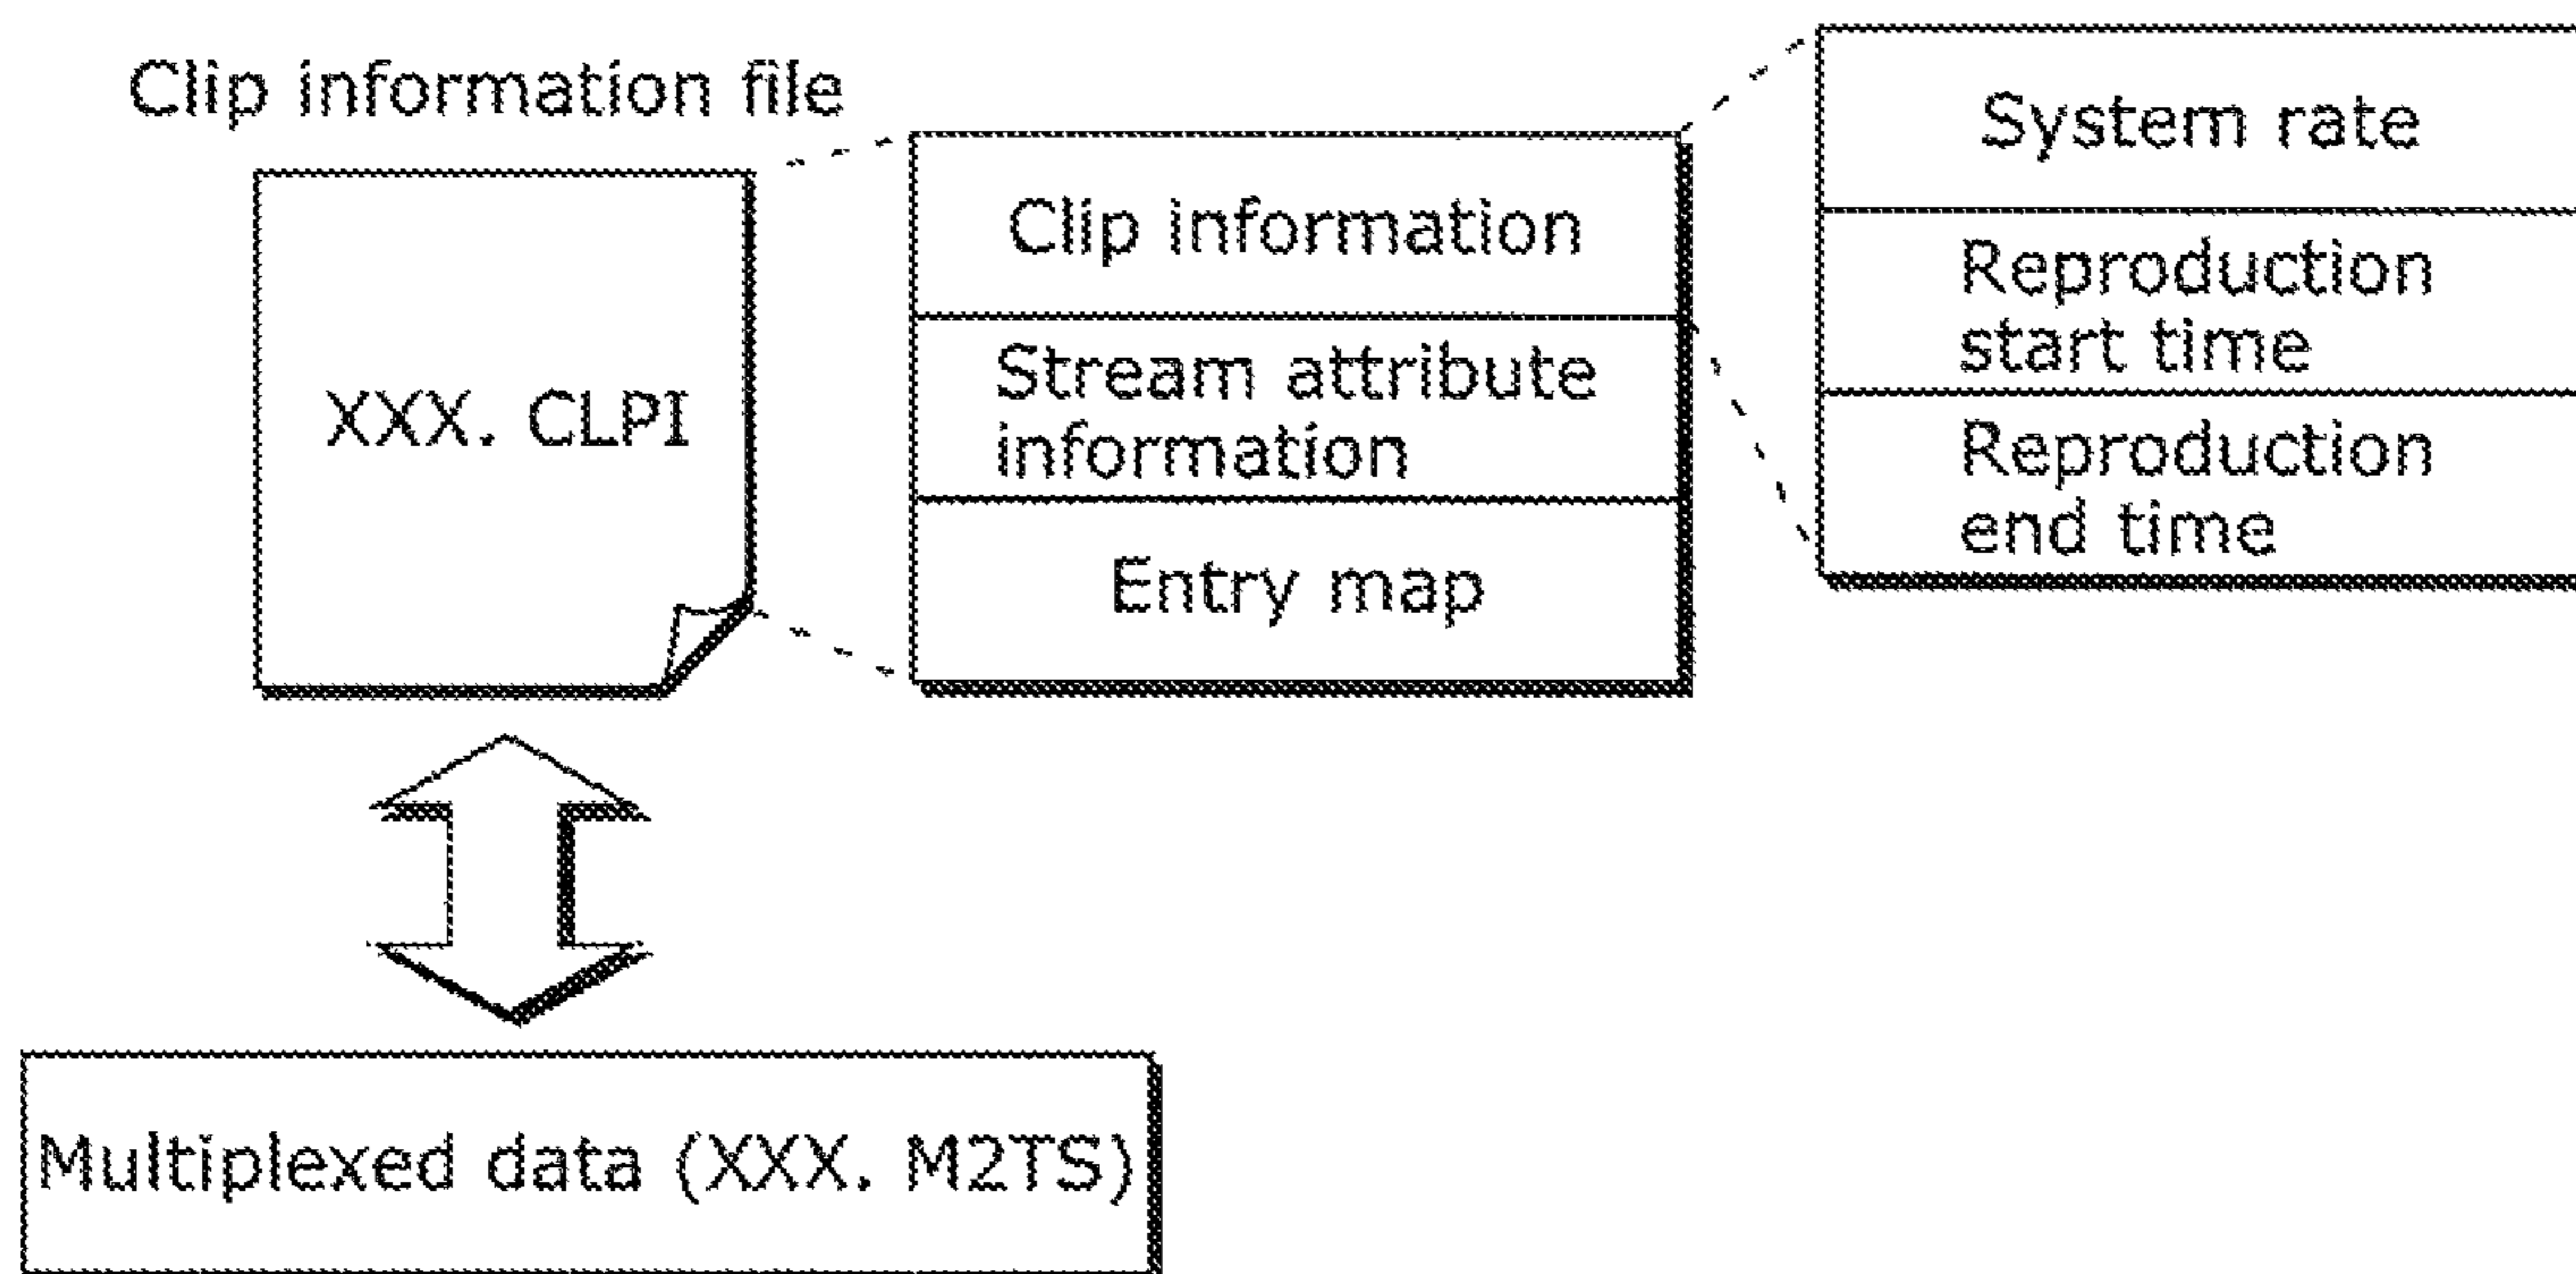 Clip information file
XXX. CLPI
Clip information
Stream attribute
information
Entry map
System rate
Reproduction
start time
Reproduction
end time
Multiplexed data (XXX. M2TS)